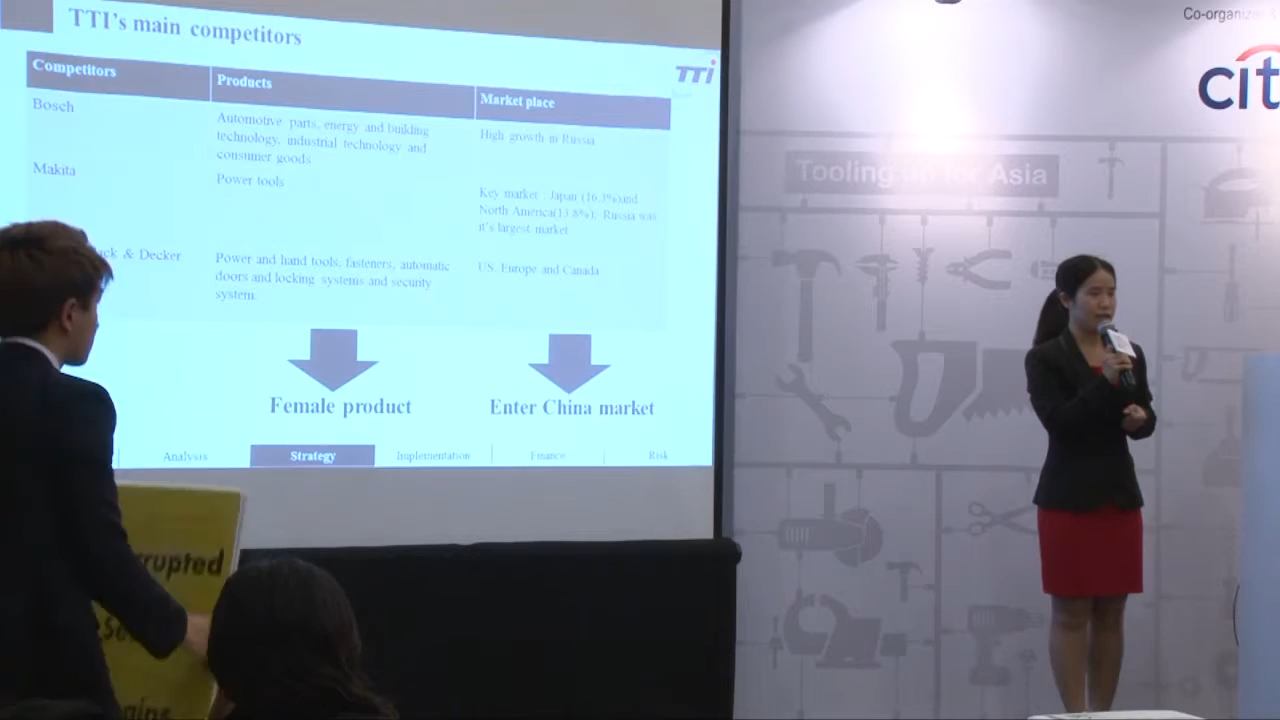 TTI's main competitors
TTI
Competitors
Products
Market place
Bosch
Automotive parts, energy and building
technology, industrial technology and
consumer goods
High growth in Russia
Makita
Power tools
Key market : Japan (16.3%)and
North America(13.8%); Russia was
it's largest market
ck & Decker
Power and hand tools, fasteners, automatic
doors and locking systems and security
system.
US, Europe and Canada
Female product
Enter China market
Analysis
Strategy
Implementation
Finance
Risk
Co-organize
cit
Tooling up for Asia
rrupted